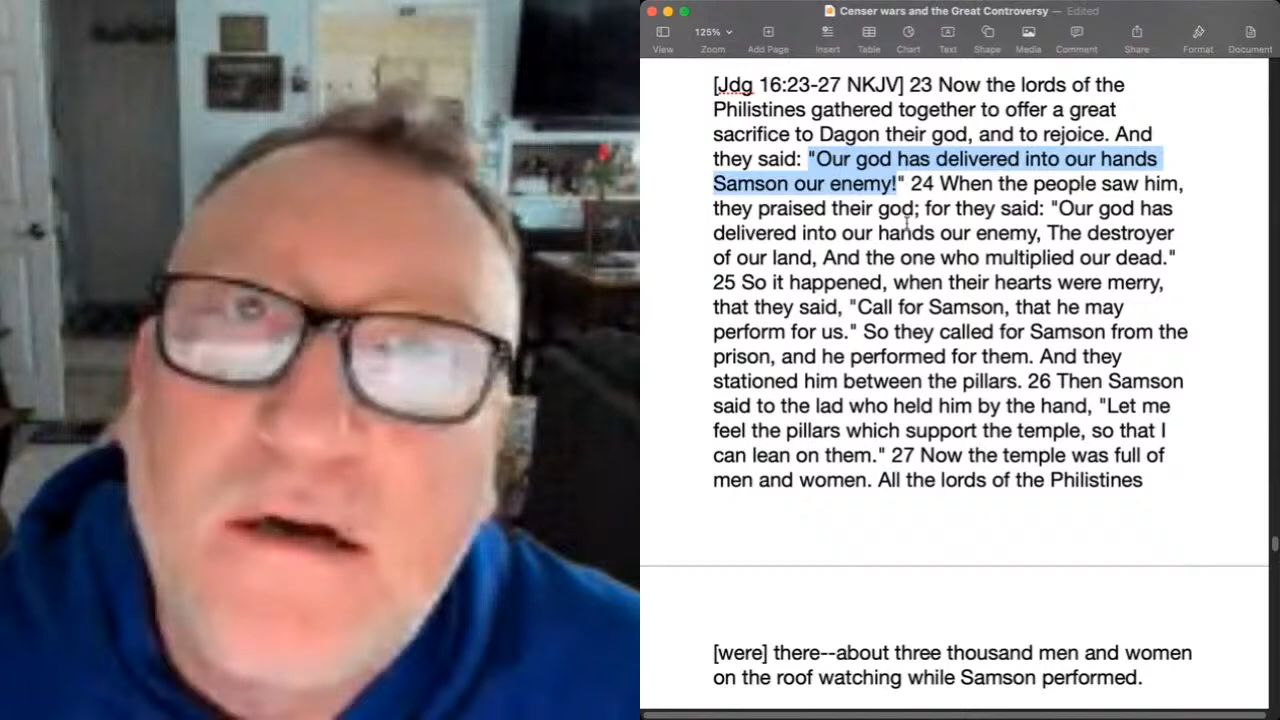 Censer wars and the Great Controversy — Edited
125%
View
Zoom
Add Page
Insert
Table
Chart
Text
Shape
Media
Comment
Share
Format
Document
[Jdg 16:23-27 NKJV] 23 Now the lords of the
Philistines gathered together to offer a great
sacrifice to Dagon their god, and to rejoice. And
they said: "Our god has delivered into our hands
Samson our enemy!" 24 When the people saw him,
they praised their god; for they said: "Our god has
delivered into our hands our enemy, The destroyer
of our land, And the one who multiplied our dead."
25 So it happened, when their hearts were merry,
that they said, "Call for Samson, that he may
perform for us." So they called for Samson from the
prison, and he performed for them. And they
stationed him between the pillars. 26 Then Samson
said to the lad who held him by the hand, "Let me
feel the pillars which support the temple, so that I
can lean on them." 27 Now the temple was full of
men and women. All the lords of the Philistines
[were] there--about three thousand men and women
on the roof watching while Samson performed.